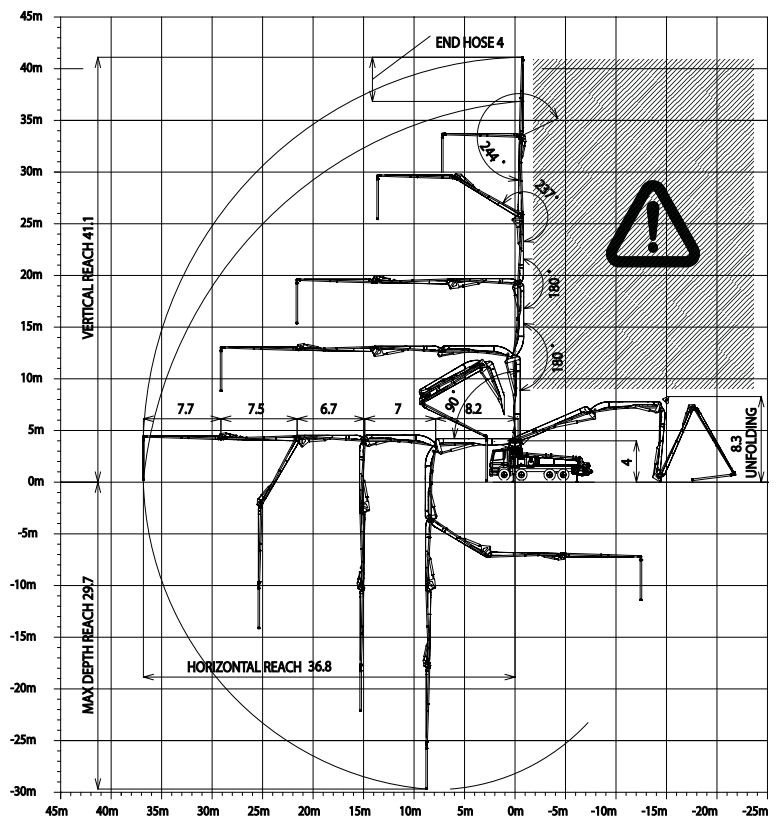 45m
40m
35m
30m
25m
20m
15m
10m
5m
0m
-5m
-10m
-15m
-20m
-25m
-30m
END HOSE 4
244°
237°
180°
180°
90°
VERTICAL REACH 41.1
7.7 7.5 6.7 7 8.2
4
8.3
UNFOLDING
MAX DEPTH REACH 29.7
HORIZONTAL REACH 36.8
45m 40m 35m 30m 25m 20m 15m 10m 5m 0m -5m -10m -15m -20m -25m